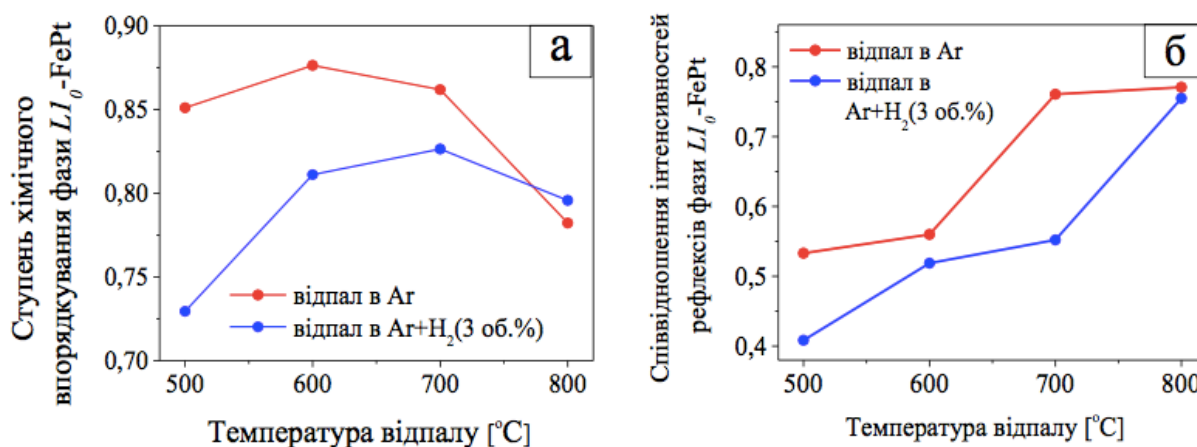 Ступень хімічного
впорядкування фази L1₀-FePt
0,90
0,85
0,80
0,75
0,70
а
відпал в Ar
відпал в Ar+H₂(3 об.%)
500
600
700
800
Температура відпалу [°C]
Співвідношення інтенсивностей
рефлексів фази L1₀-FePt
0,8
0,7
0,6
0,5
0,4
б
відпал в Ar
відпал в
Ar+H₂(3 об.%)
500
600
700
800
Температура відпалу [°C]